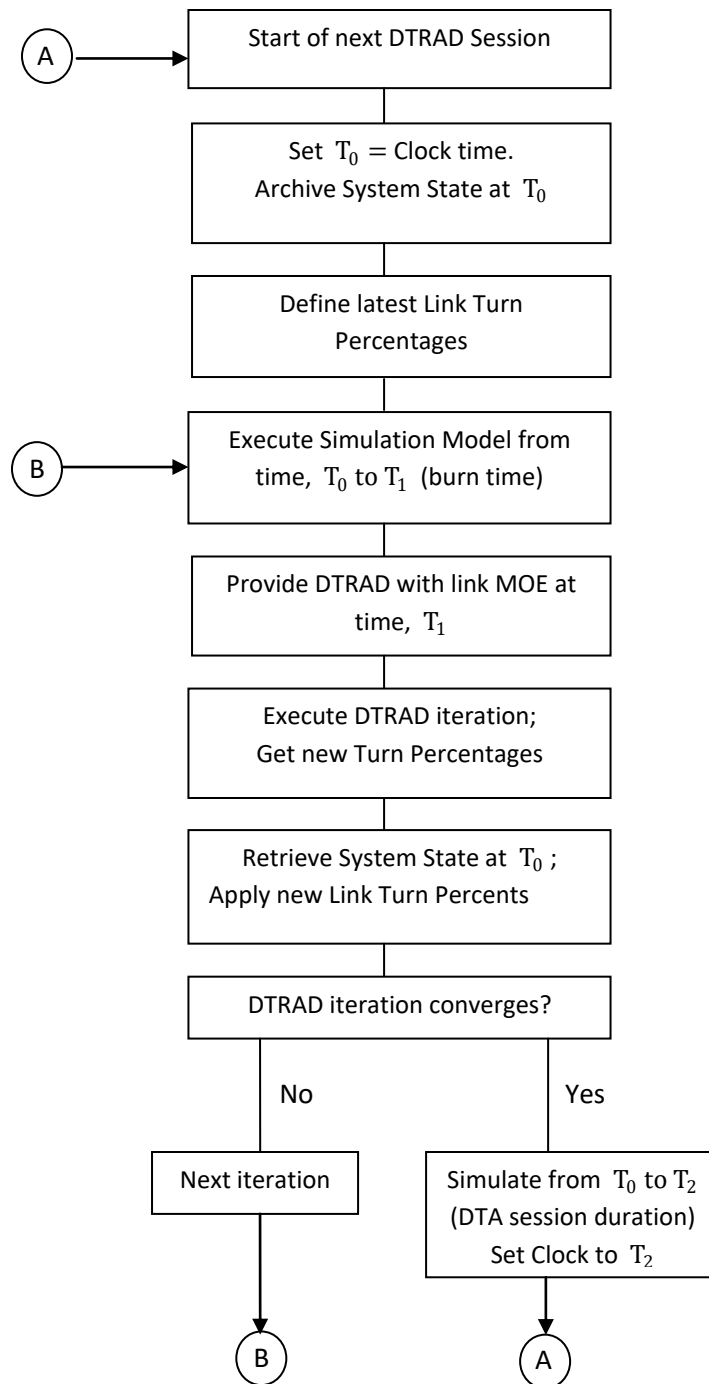 A
Start of next DTRAD Session
Set T₀ = Clock time.
Archive System State at T₀
Define latest Link Turn
Percentages
B
Execute Simulation Model from
time, T₀ to T₁ (burn time)
Provide DTRAD with link MOE at
time, T₁
Execute DTRAD iteration;
Get new Turn Percentages
Retrieve System State at T₀ ;
Apply new Link Turn Percents
DTRAD iteration converges?
No
Yes
Next iteration
Simulate from T₀ to T₂
(DTA session duration)
Set Clock to T₂
B
A